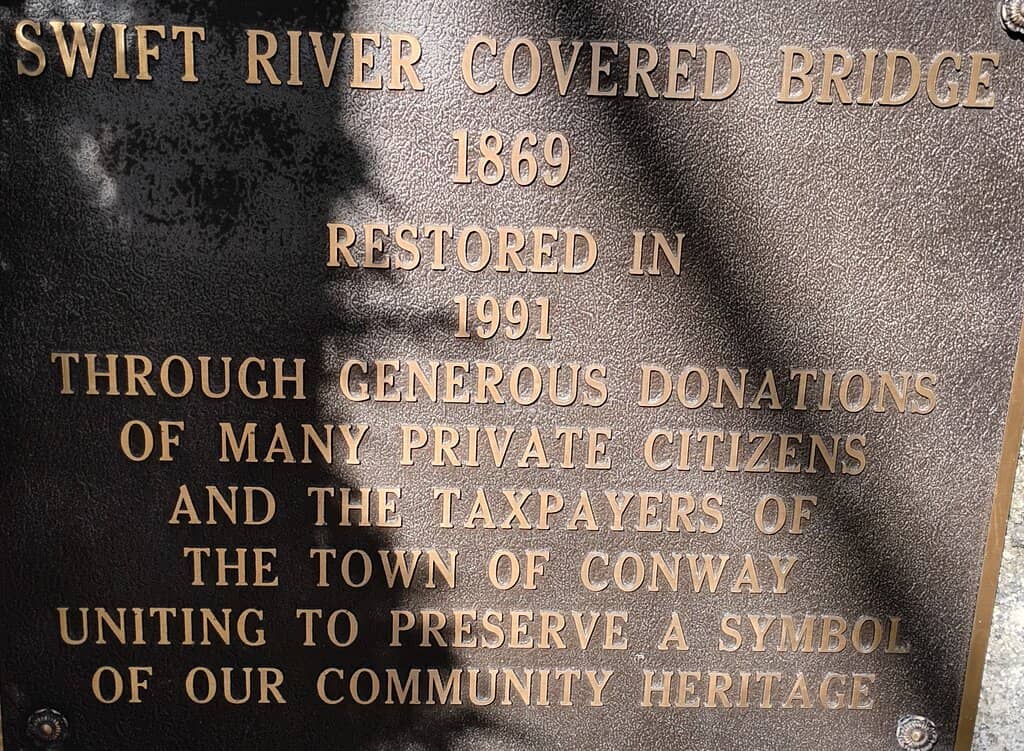 SWIFT RIVER COVERED BRIDGE
1869
RESTORED IN
1991
THROUGH GENEROUS DONATIONS
OF MANY PRIVATE CITIZENS
AND THE TAXPAYERS OF
THE TOWN OF CONWAY
UNITING TO PRESERVE A SYMBOL
OF OUR COMMUNITY HERITAGE